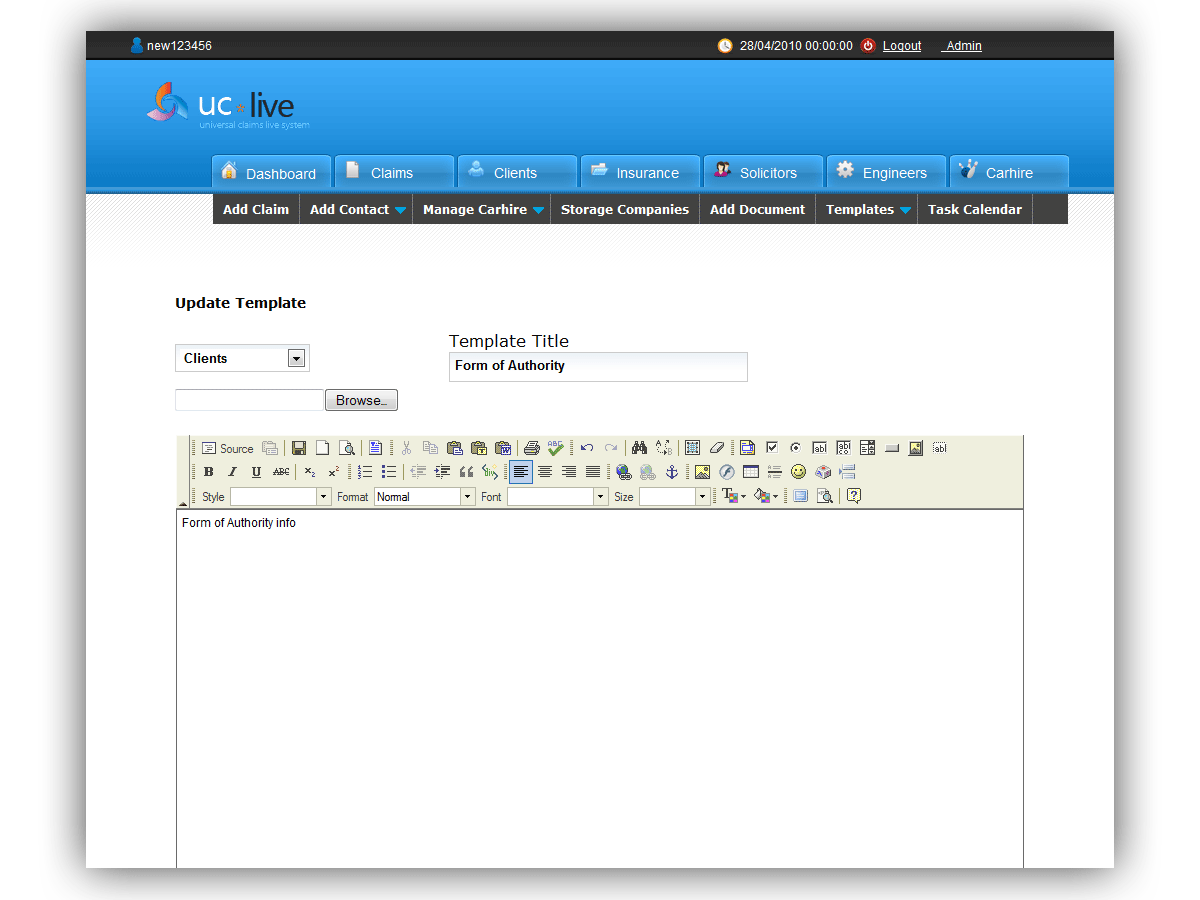 new123456 28/04/2010 00:00:00 Logout Admin
uc live
universal claims live system
Dashboard Claims Clients Insurance Solicitors Engineers Carhire
Add Claim Add Contact Manage Carhire Storage Companies Add Document Templates Task Calendar
Update Template
Template Title
Clients
Form of Authority
Browse...
Source
B I U ABC x₂ x²
Style Format Normal Font Size
Form of Authority info